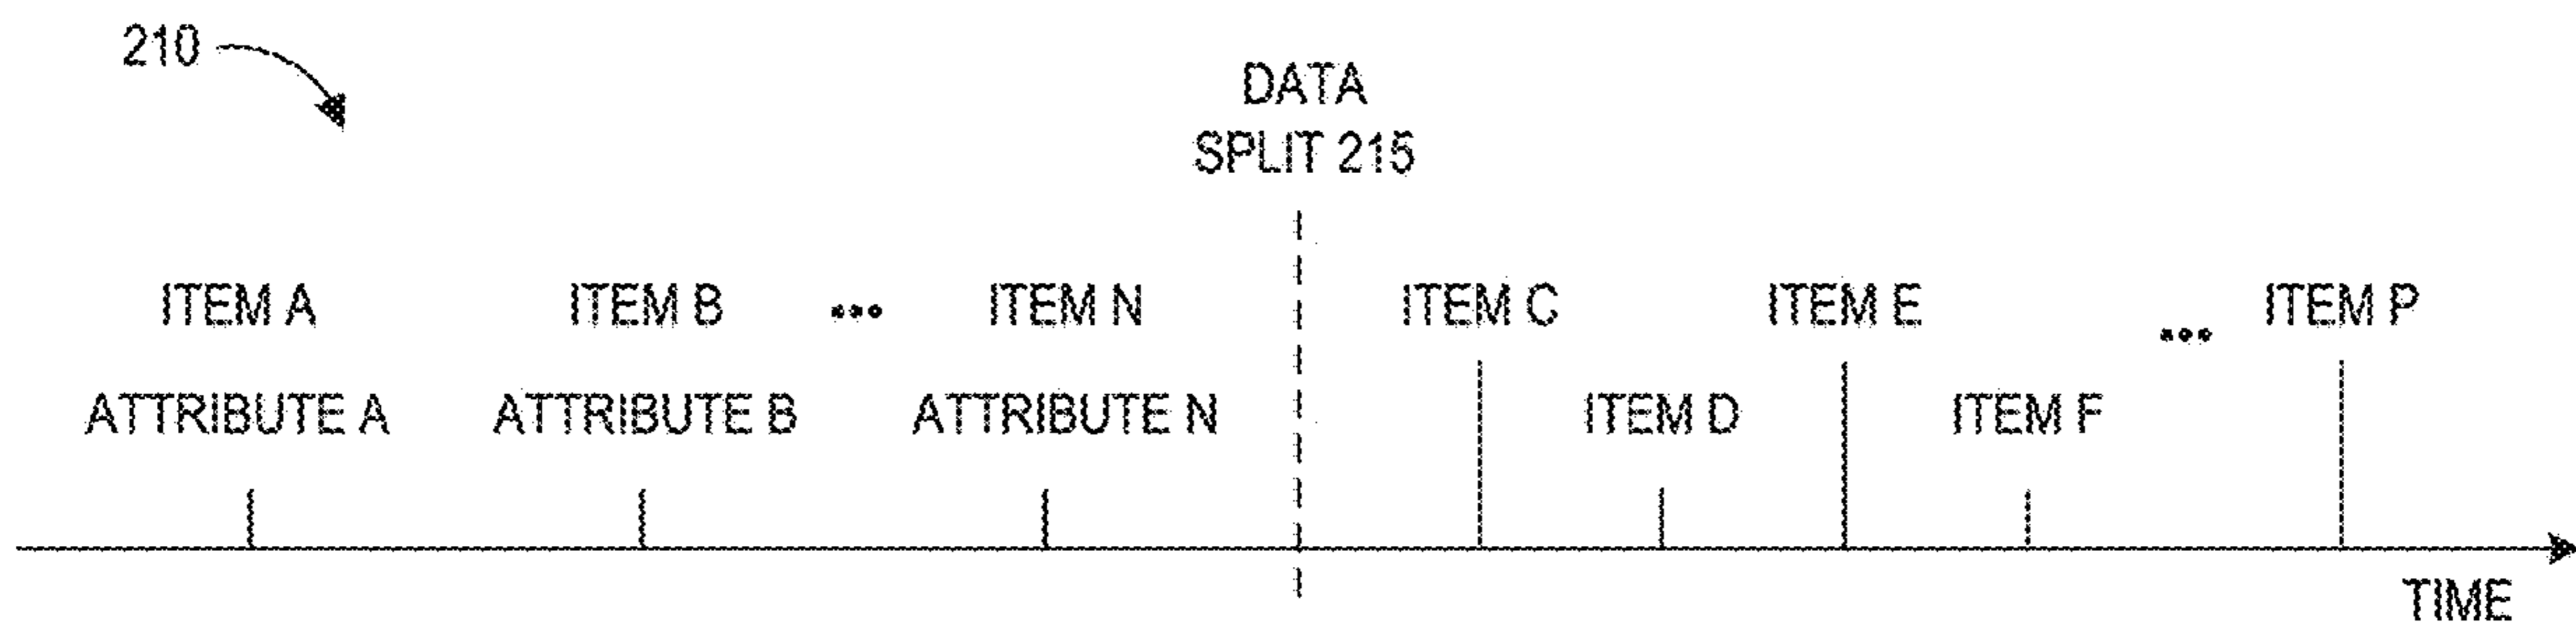 210
DATA
SPLIT 215
ITEM A ITEM B ••• ITEM N ITEM C ITEM E ••• ITEM P
ATTRIBUTE A ATTRIBUTE B ATTRIBUTE N ITEM D ITEM F
TIME